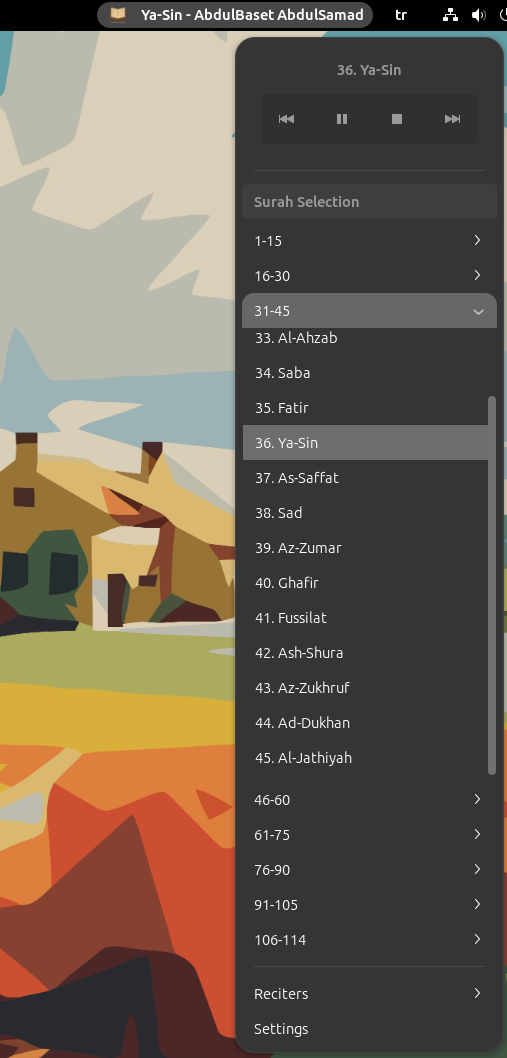 Ya-Sin - AbdulBaset AbdulSamad
tr
36. Ya-Sin
Surah Selection
1-15
16-30
31-45
33. Al-Ahzab
34. Saba
35. Fatir
36. Ya-Sin
37. As-Saffat
38. Sad
39. Az-Zumar
40. Ghafir
41. Fussilat
42. Ash-Shura
43. Az-Zukhruf
44. Ad-Dukhan
45. Al-Jathiyah
46-60
61-75
76-90
91-105
106-114
Reciters
Settings